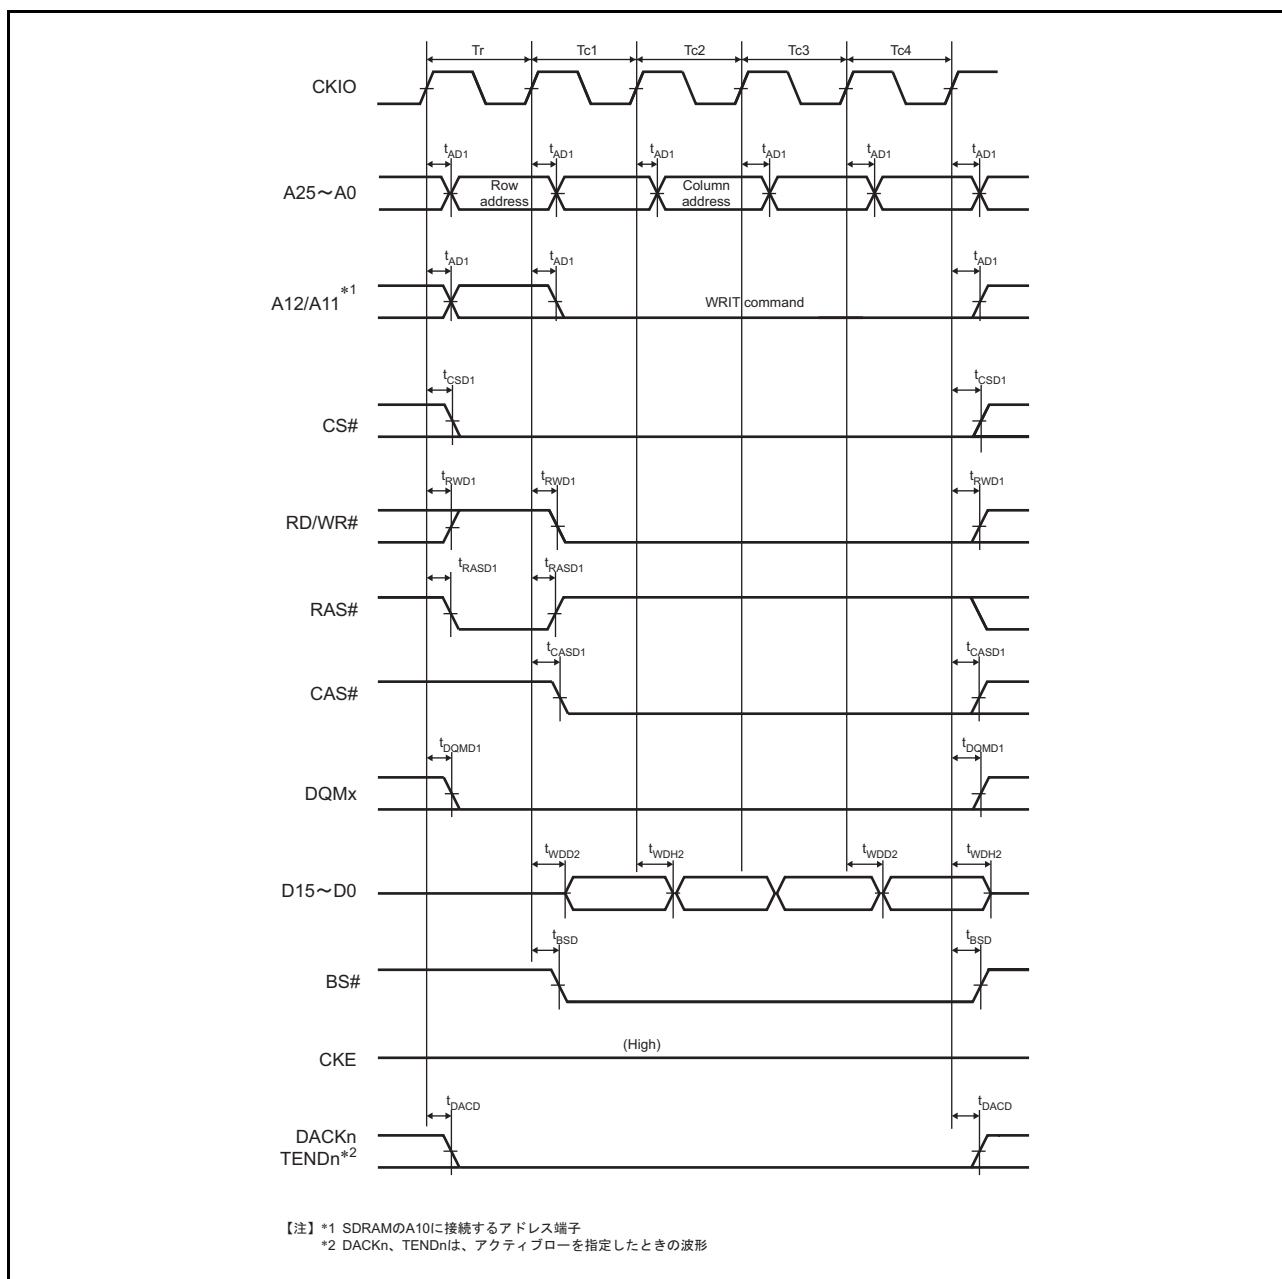 Tr Tc1 Tc2 Tc3 Tc4
CKIO
tAD1 tAD1 tAD1 tAD1 tAD1 tAD1
A25～A0
Row address
Column address
tAD1 tAD1 tAD1
A12/A11*1
WRIT command
tCSD1 tCSD1
CS#
tRWD1 tRWD1 tRWD1
RD/WR#
tRASD1 tRASD1
RAS#
tCASD1 tCASD1
CAS#
tDQMD1 tDQMD1
DQMx
tWDD2 tWDH2 tWDD2 tWDH2
D15～D0
tBSD tBSD
BS#
(High)
CKE
tDACD tDACD
DACKn
TENDn*2
【注】*1 SDRAMのA10に接続するアドレス端子
*2 DACKn、TENDnは、アクティブローを指定したときの波形